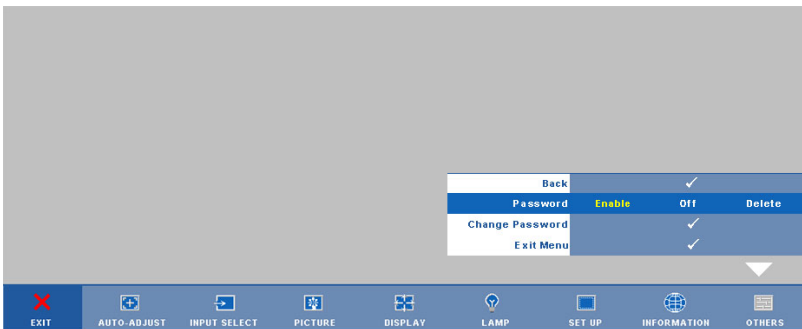 Back
Password Enable Off Delete
Change Password
Exit Menu
EXIT AUTO-ADJUST INPUT SELECT PICTURE DISPLAY LAMP SET UP INFORMATION OTHERS